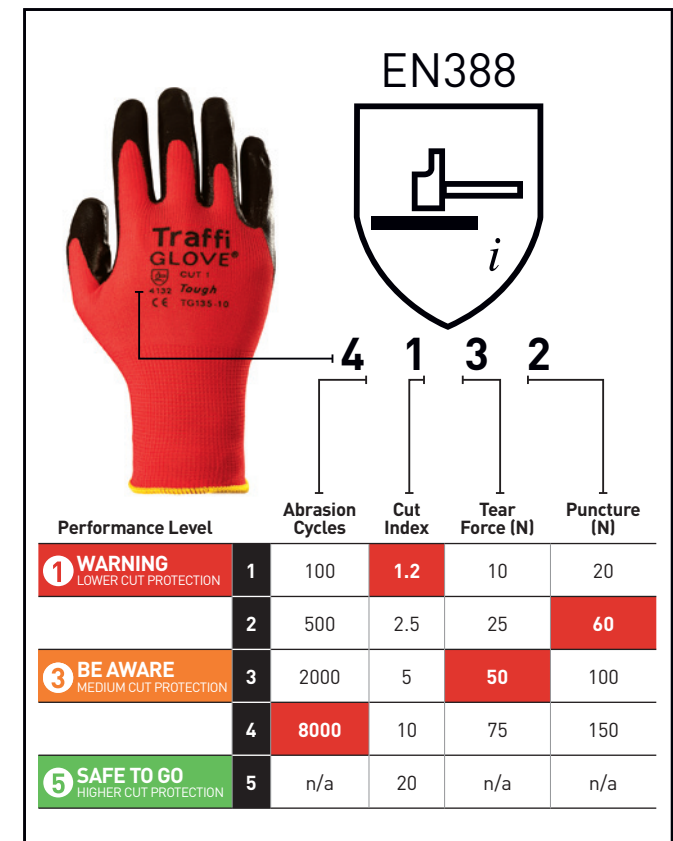 EN388
Traffi
GLOVE®
CUT 1
4132 Tough
CE TG135-10
i
4 1 3 2
Performance Level Abrasion Cycles Cut Index Tear Force (N) Puncture (N)
1 WARNING LOWER CUT PROTECTION 1 100 1.2 10 20
2 500 2.5 25 60
3 BE AWARE MEDIUM CUT PROTECTION 3 2000 5 50 100
4 8000 10 75 150
5 SAFE TO GO HIGHER CUT PROTECTION 5 n/a 20 n/a n/a